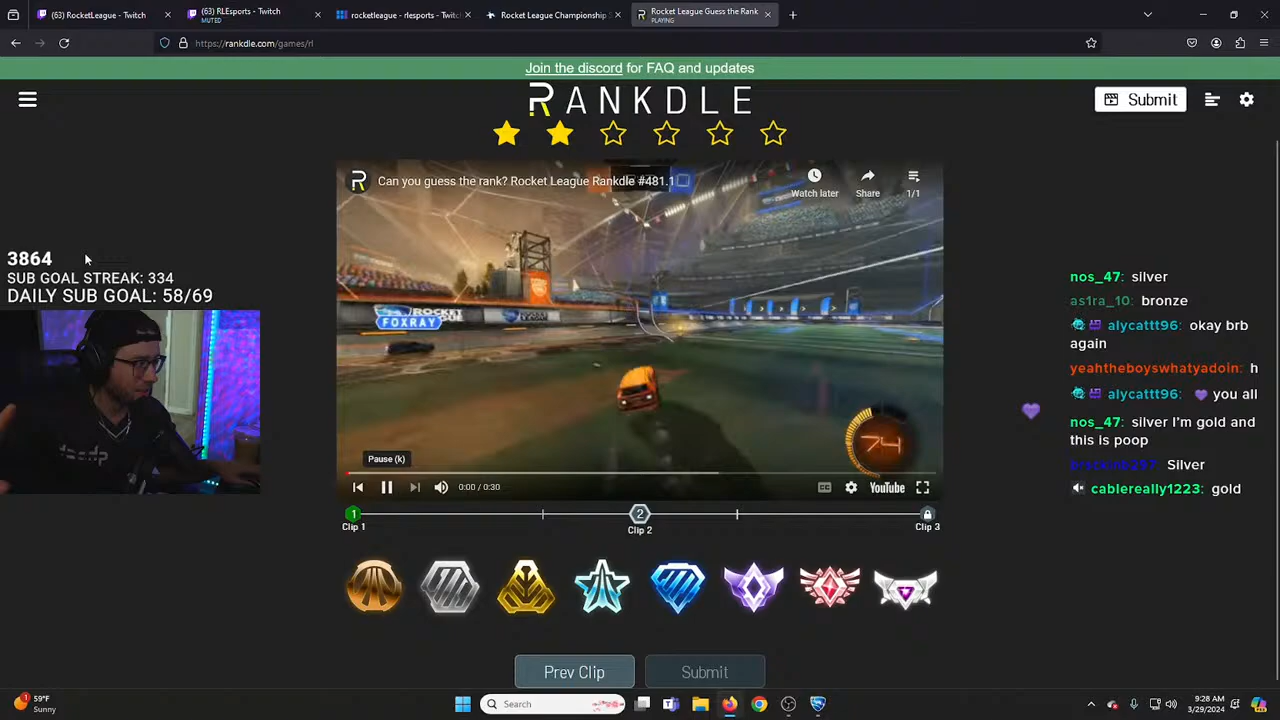 (63) RocketLeague - Twitch
(63) RLEsports - Twitch
MUTED
rocketleague - rlesports - Twitch
Rocket League Championship
Rocket League Guess the Rank
PLAYING
https://rankdle.com/games/rl
Join the discord for FAQ and updates
RANKDLE
Submit
Can you guess the rank? Rocket League Rankdle #481.1
Watch later
Share
1/1
3864
SUB GOAL STREAK: 334
DAILY SUB GOAL: 58/69
FOXRAY
74
Pause (k)
0:00 / 0:30
YouTube
nos_47: silver
as1ra_10: bronze
alycattt96: okay brb
again
yeahtheboyswhatyadoin: h
alycattt96: 💜 you all
nos_47: silver I'm gold and
this is poop
Silver
cablereally1223: gold
1
2
Clip 1
Clip 2
Clip 3
Prev Clip
Submit
59°F
Sunny
Search
9:28 AM
3/29/2024